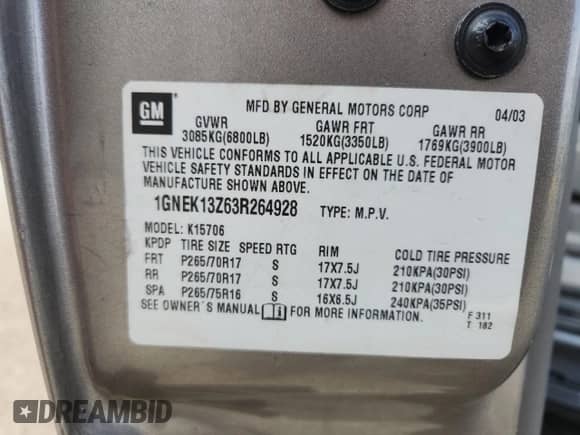 GM
MFD BY GENERAL MOTORS CORP 04/03
GVWR GAWR FRT GAWR RR
3085KG(6800LB) 1520KG(3350LB) 1769KG(3900LB)
THIS VEHICLE CONFORMS TO ALL APPLICABLE U.S. FEDERAL MOTOR
VEHICLE SAFETY STANDARDS IN EFFECT ON THE DATE OF
MANUFACTURE SHOWN ABOVE.
1GNEK13Z63R264928 TYPE: M.P.V.
MODEL: K15706
KPDP TIRE SIZE SPEED RTG RIM COLD TIRE PRESSURE
FRT P265/70R17 S 17X7.5J 210KPA(30PSI)
RR P265/70R17 S 17X7.5J 210KPA(30PSI)
SPA P265/75R16 S 16X6.5J 240KPA(35PSI)
SEE OWNER'S MANUAL FOR MORE INFORMATION.
F 311
T 182
DREAMBID